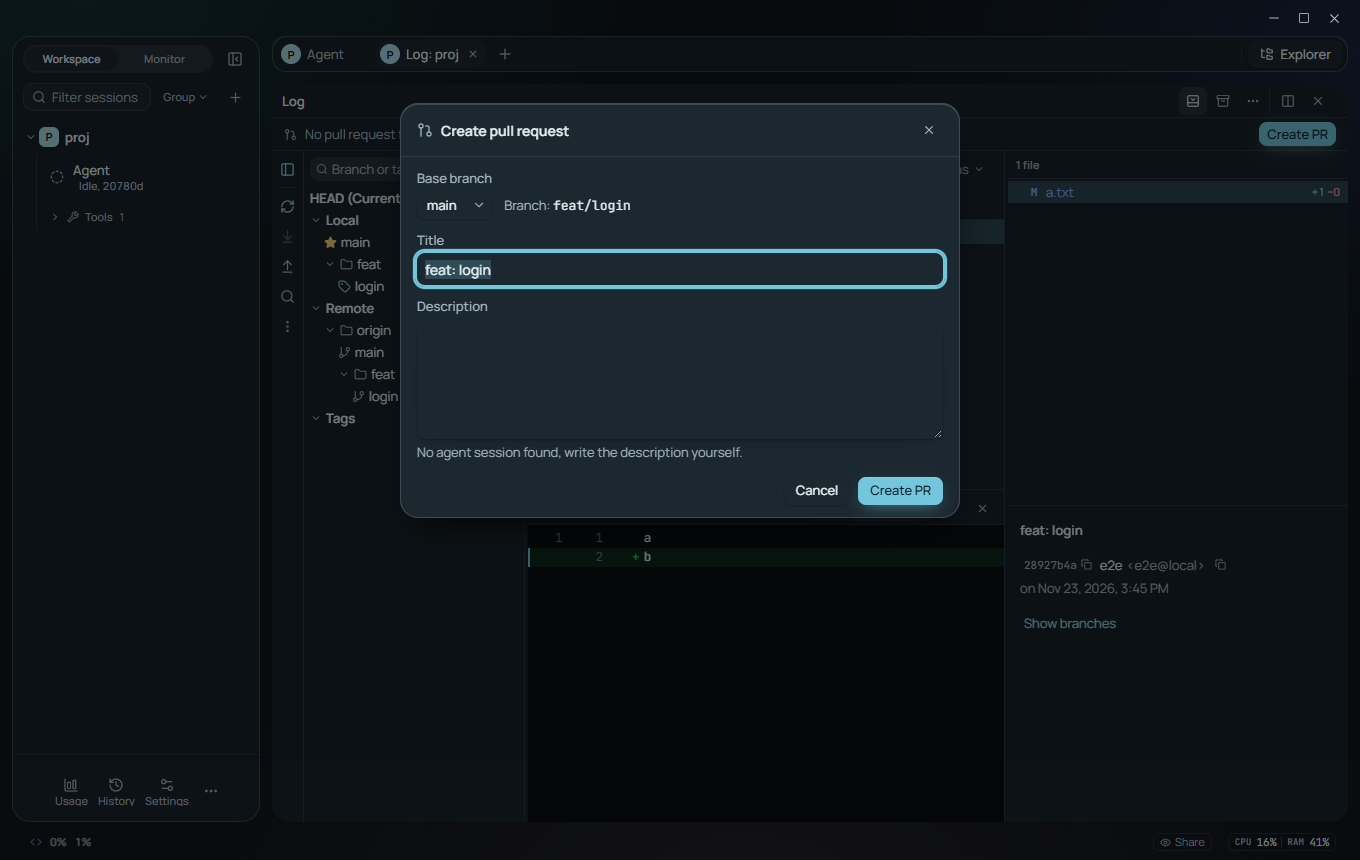 Workspace
Monitor
Filter sessions
Group
P proj
Agent
Idle, 20780d
Tools 1
Usage
History
Settings
0% 1%
P Agent
P Log: proj
Explorer
Log
No pull request
Create PR
Branch or ta
HEAD (Current
Local
main
feat
login
Remote
origin
main
feat
login
Tags
Create pull request
Base branch
main
Branch: feat/login
Title
feat: login
Description
No agent session found, write the description yourself.
Cancel
Create PR
1 1 a
2 + b
1 file
M a.txt +1 −0
feat: login
28927b4a e2e <e2e@local>
on Nov 23, 2026, 3:45 PM
Show branches
Share
CPU 16% RAM 41%